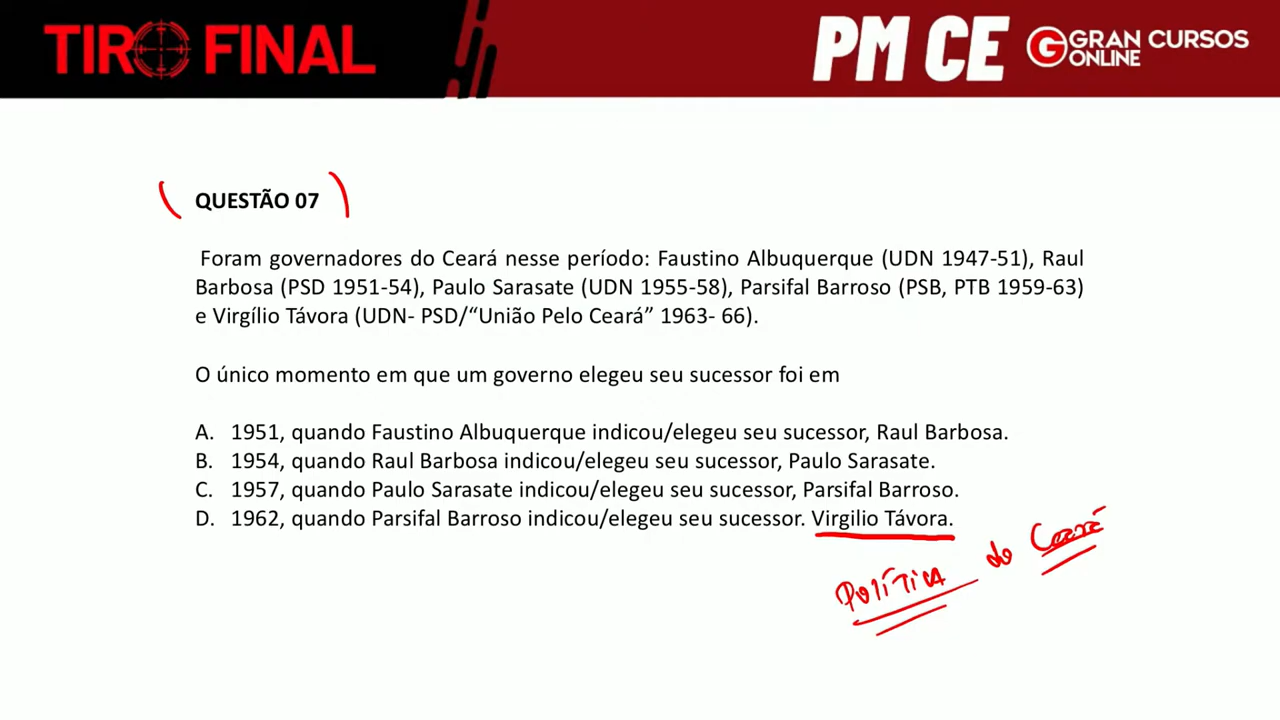 TIRO FINAL
PM CE
GRAN CURSOS
ONLINE
QUESTÃO 07
Foram governadores do Ceará nesse período: Faustino Albuquerque (UDN 1947-51), Raul
Barbosa (PSD 1951-54), Paulo Sarasate (UDN 1955-58), Parsifal Barroso (PSB, PTB 1959-63)
e Virgílio Távora (UDN- PSD/“União Pelo Ceará” 1963- 66).
O único momento em que um governo elegeu seu sucessor foi em
A. 1951, quando Faustino Albuquerque indicou/elegeu seu sucessor, Raul Barbosa.
B. 1954, quando Raul Barbosa indicou/elegeu seu sucessor, Paulo Sarasate.
C. 1957, quando Paulo Sarasate indicou/elegeu seu sucessor, Parsifal Barroso.
D. 1962, quando Parsifal Barroso indicou/elegeu seu sucessor. Virgilio Távora.
POLÍTICA do Ceará